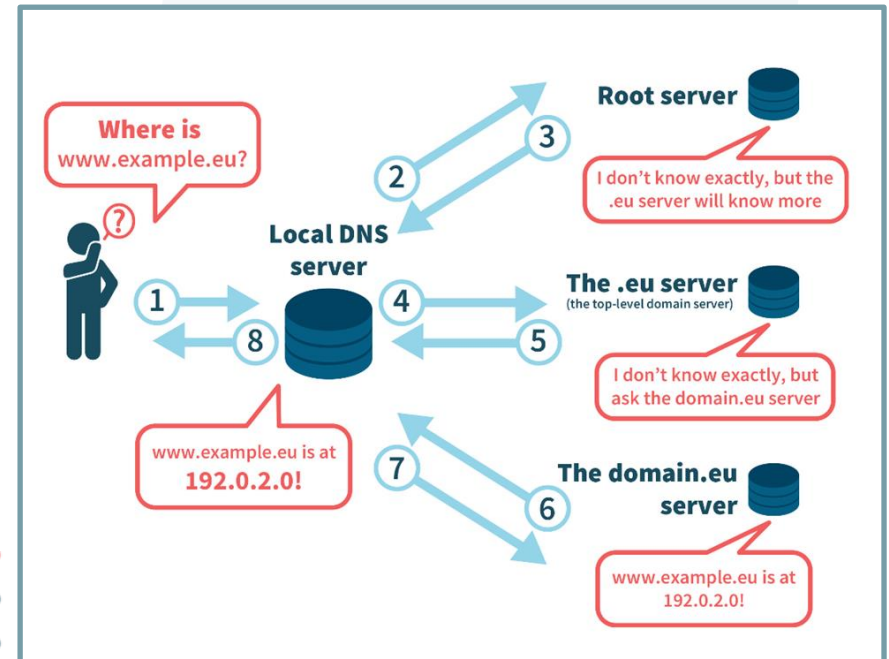 Where is
www.example.eu?
?
Local DNS
server
1
8
www.example.eu is at
192.0.2.0!
2
3
Root server
I don’t know exactly, but the
.eu server will know more
4
5
The .eu server
(the top-level domain server)
I don’t know exactly, but
ask the domain.eu server
7
6
The domain.eu
server
www.example.eu is at
192.0.2.0!